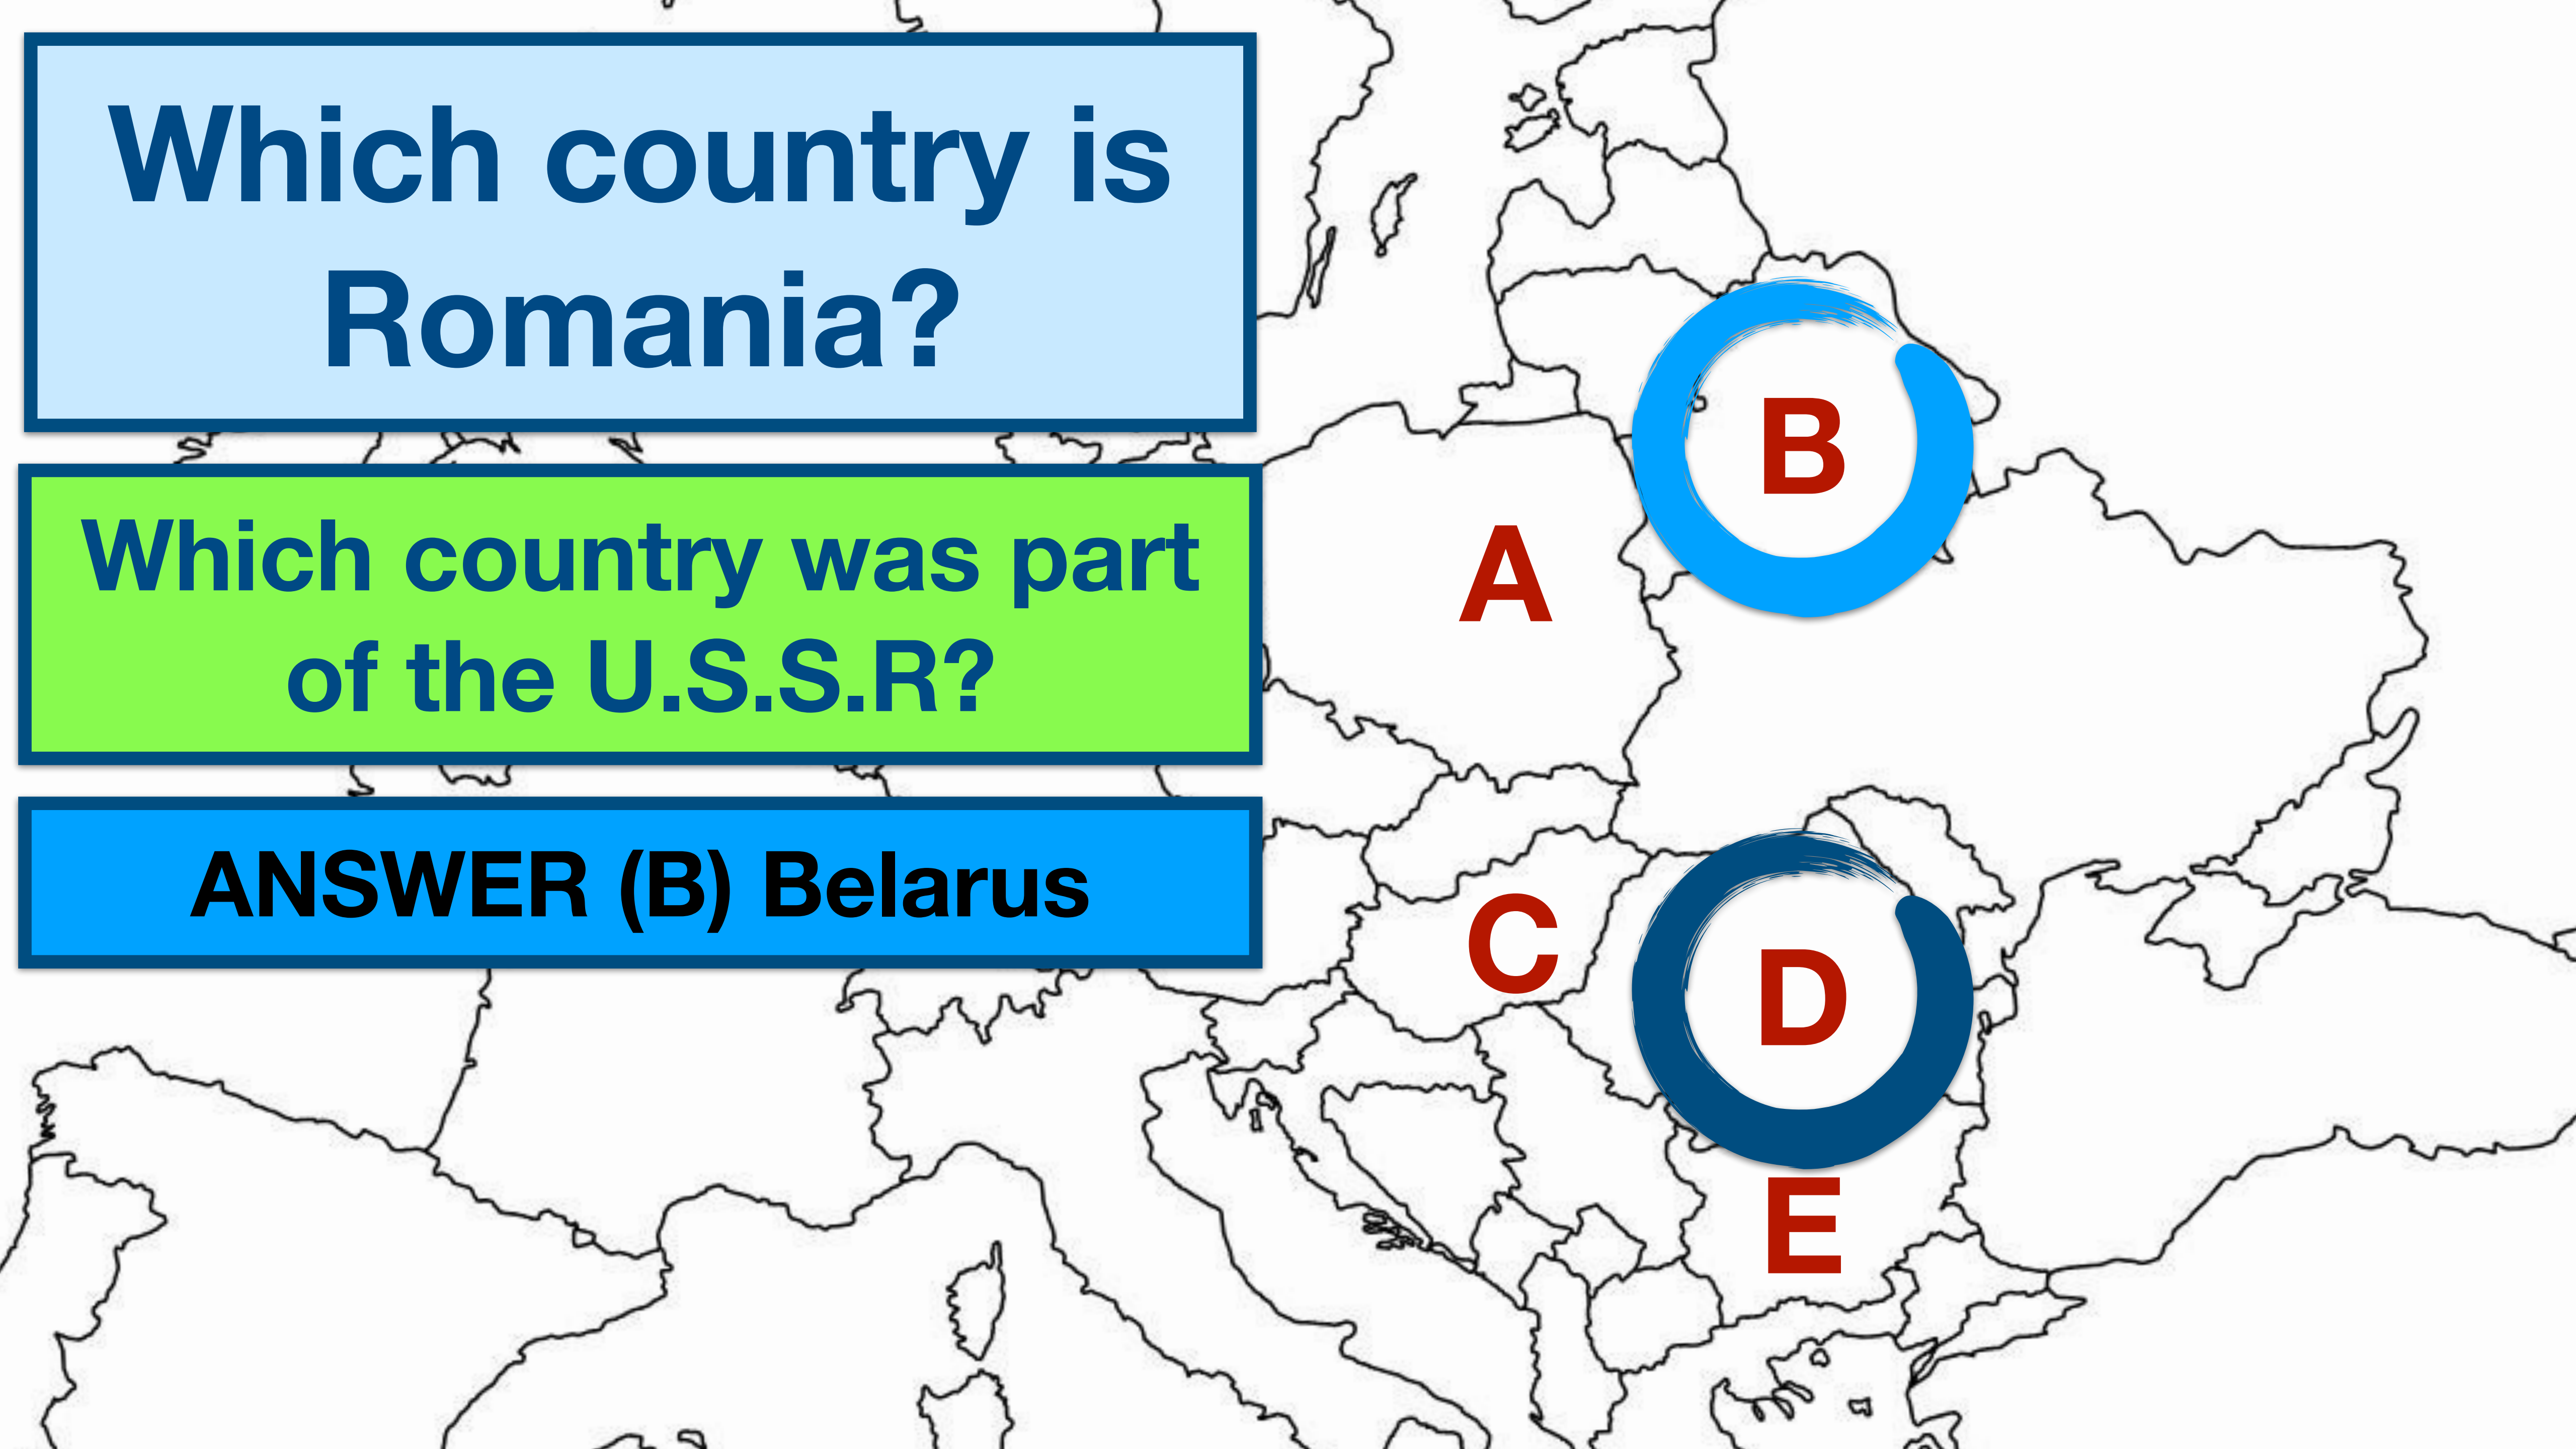 Which country is
Romania?
Which country was part
of the U.S.S.R?
ANSWER (B) Belarus
B
A
C
D
E